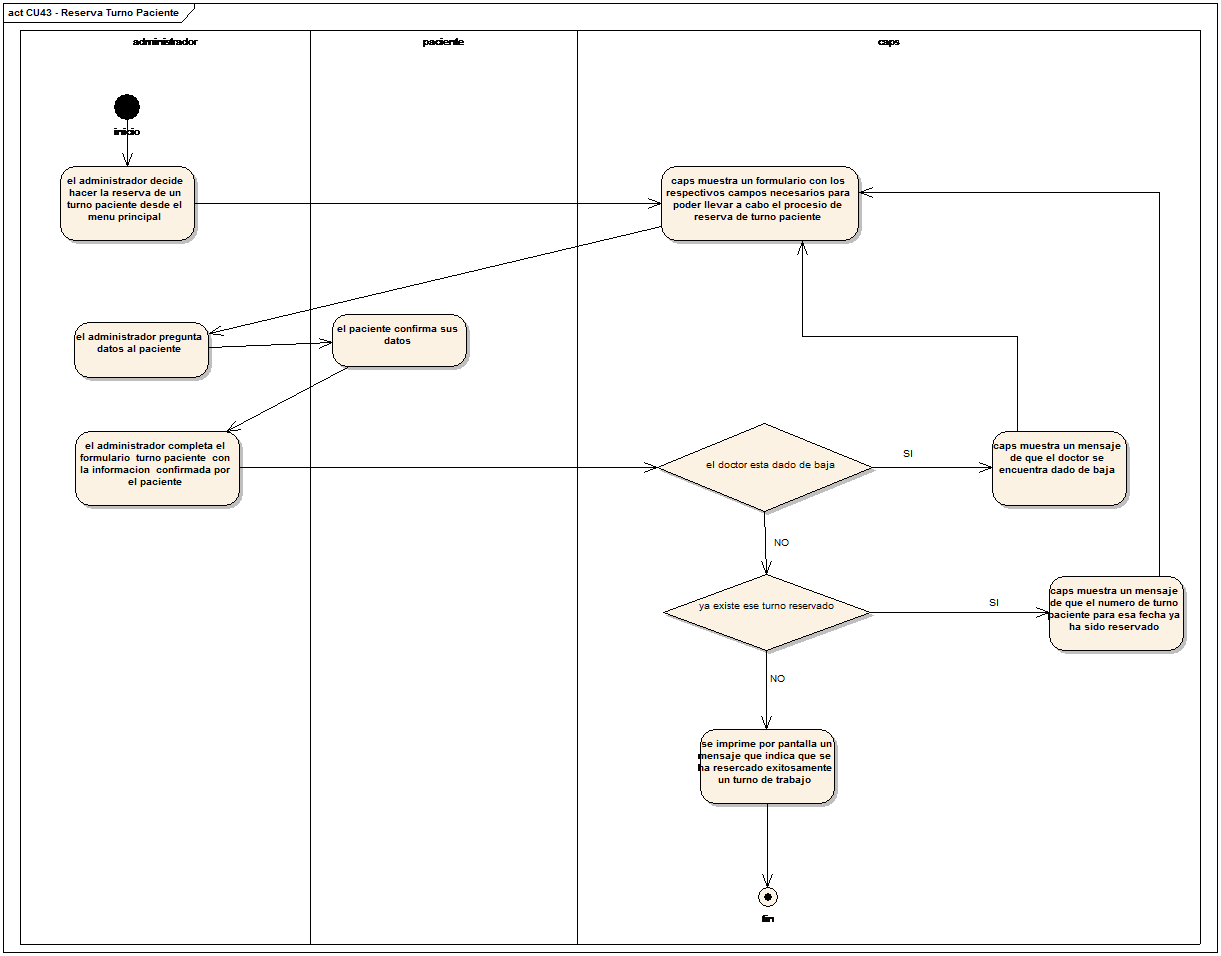 act CU43 - Reserva Turno Paciente
administrador
paciente
caps
inicio
el administrador decide
hacer la reserva de un
turno paciente desde el
menu principal
caps muestra un formulario con los
respectivos campos necesarios para
poder llevar a cabo el procesio de
reserva de turno paciente
el administrador pregunta
datos al paciente
el paciente confirma sus
datos
el administrador completa el
formulario turno paciente con
la informacion confirmada por
el paciente
el doctor esta dado de baja
SI
caps muestra un mensaje
de que el doctor se
encuentra dado de baja
NO
ya existe ese turno reservado
SI
caps muestra un mensaje
de que el numero de turno
paciente para esa fecha ya
ha sido reservado
NO
se imprime por pantalla un
mensaje que indica que se
ha resercado exitosamente
un turno de trabajo
fin